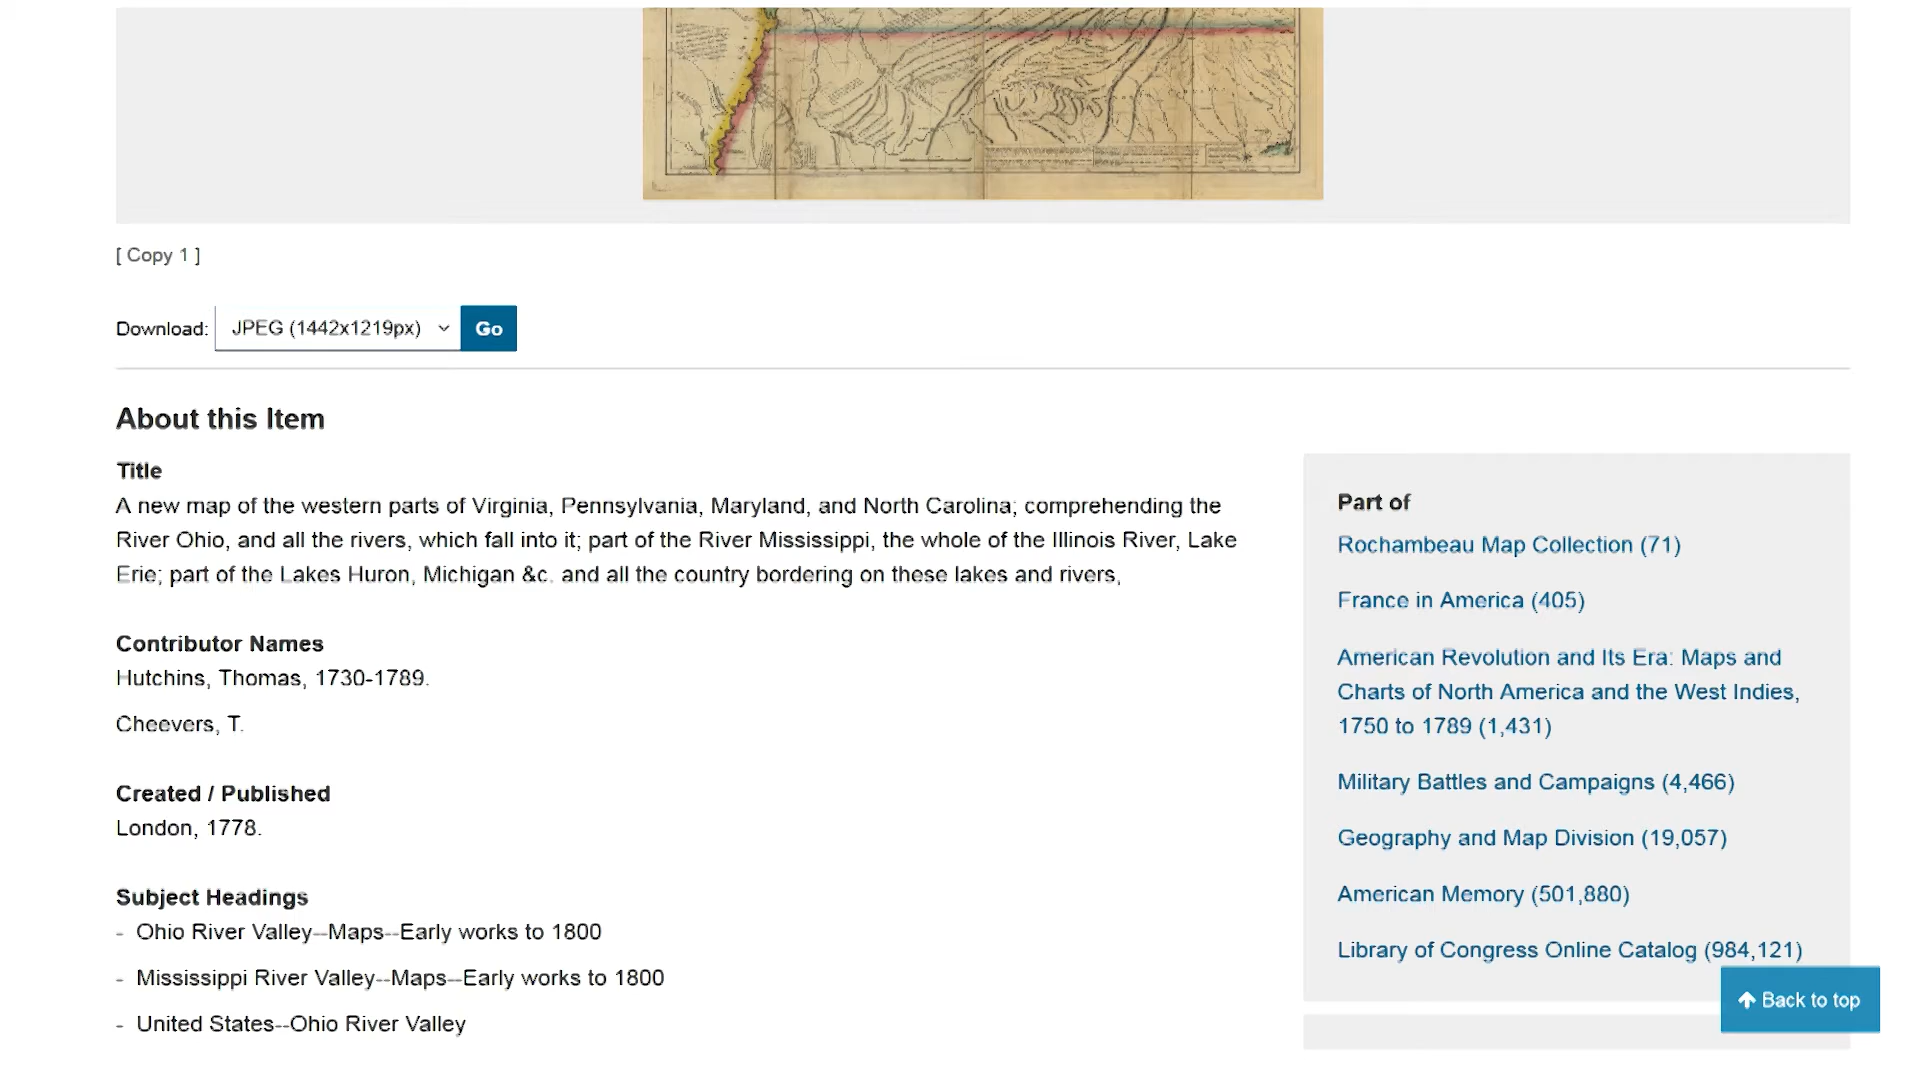 [ Copy 1 ]
Download: JPEG (1442x1219px) Go
About this Item
Title
A new map of the western parts of Virginia, Pennsylvania, Maryland, and North Carolina; comprehending the
River Ohio, and all the rivers, which fall into it; part of the River Mississippi, the whole of the Illinois River, Lake
Erie; part of the Lakes Huron, Michigan &c. and all the country bordering on these lakes and rivers,
Contributor Names
Hutchins, Thomas, 1730-1789.
Cheevers, T.
Created / Published
London, 1778.
Subject Headings
- Ohio River Valley--Maps--Early works to 1800
- Mississippi River Valley--Maps--Early works to 1800
- United States--Ohio River Valley
Part of
Rochambeau Map Collection (71)
France in America (405)
American Revolution and Its Era: Maps and
Charts of North America and the West Indies,
1750 to 1789 (1,431)
Military Battles and Campaigns (4,466)
Geography and Map Division (19,057)
American Memory (501,880)
Library of Congress Online Catalog (984,121)
Back to top